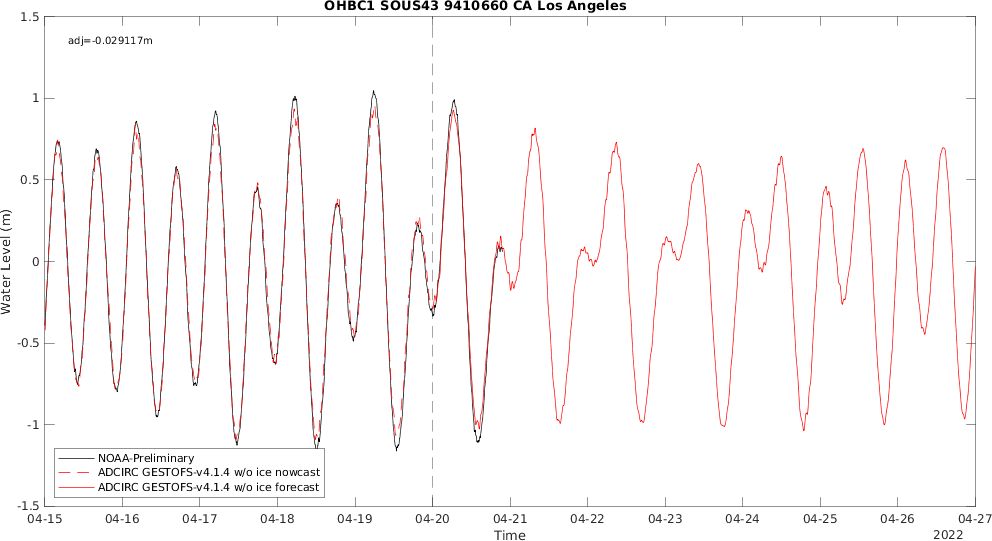 OHBC1 SOUS43 9410660 CA Los Angeles
1.5
adj=-0.029117m
1
0.5
0
-0.5
-1
-1.5
Water Level (m)
NOAA-Preliminary
ADCIRC GESTOFS-v4.1.4 w/o ice nowcast
ADCIRC GESTOFS-v4.1.4 w/o ice forecast
04-15 04-16 04-17 04-18 04-19 04-20 04-21 04-22 04-23 04-24 04-25 04-26 04-27
Time
2022